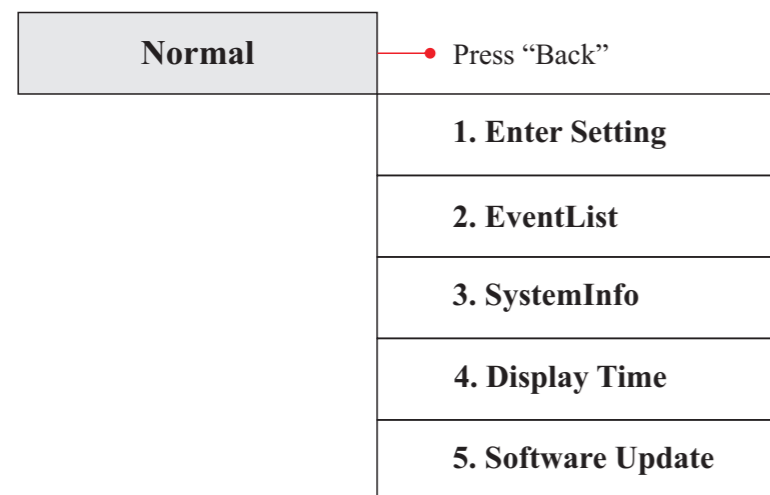 Normal
Press “Back”
1. Enter Setting
2. EventList
3. SystemInfo
4. Display Time
5. Software Update